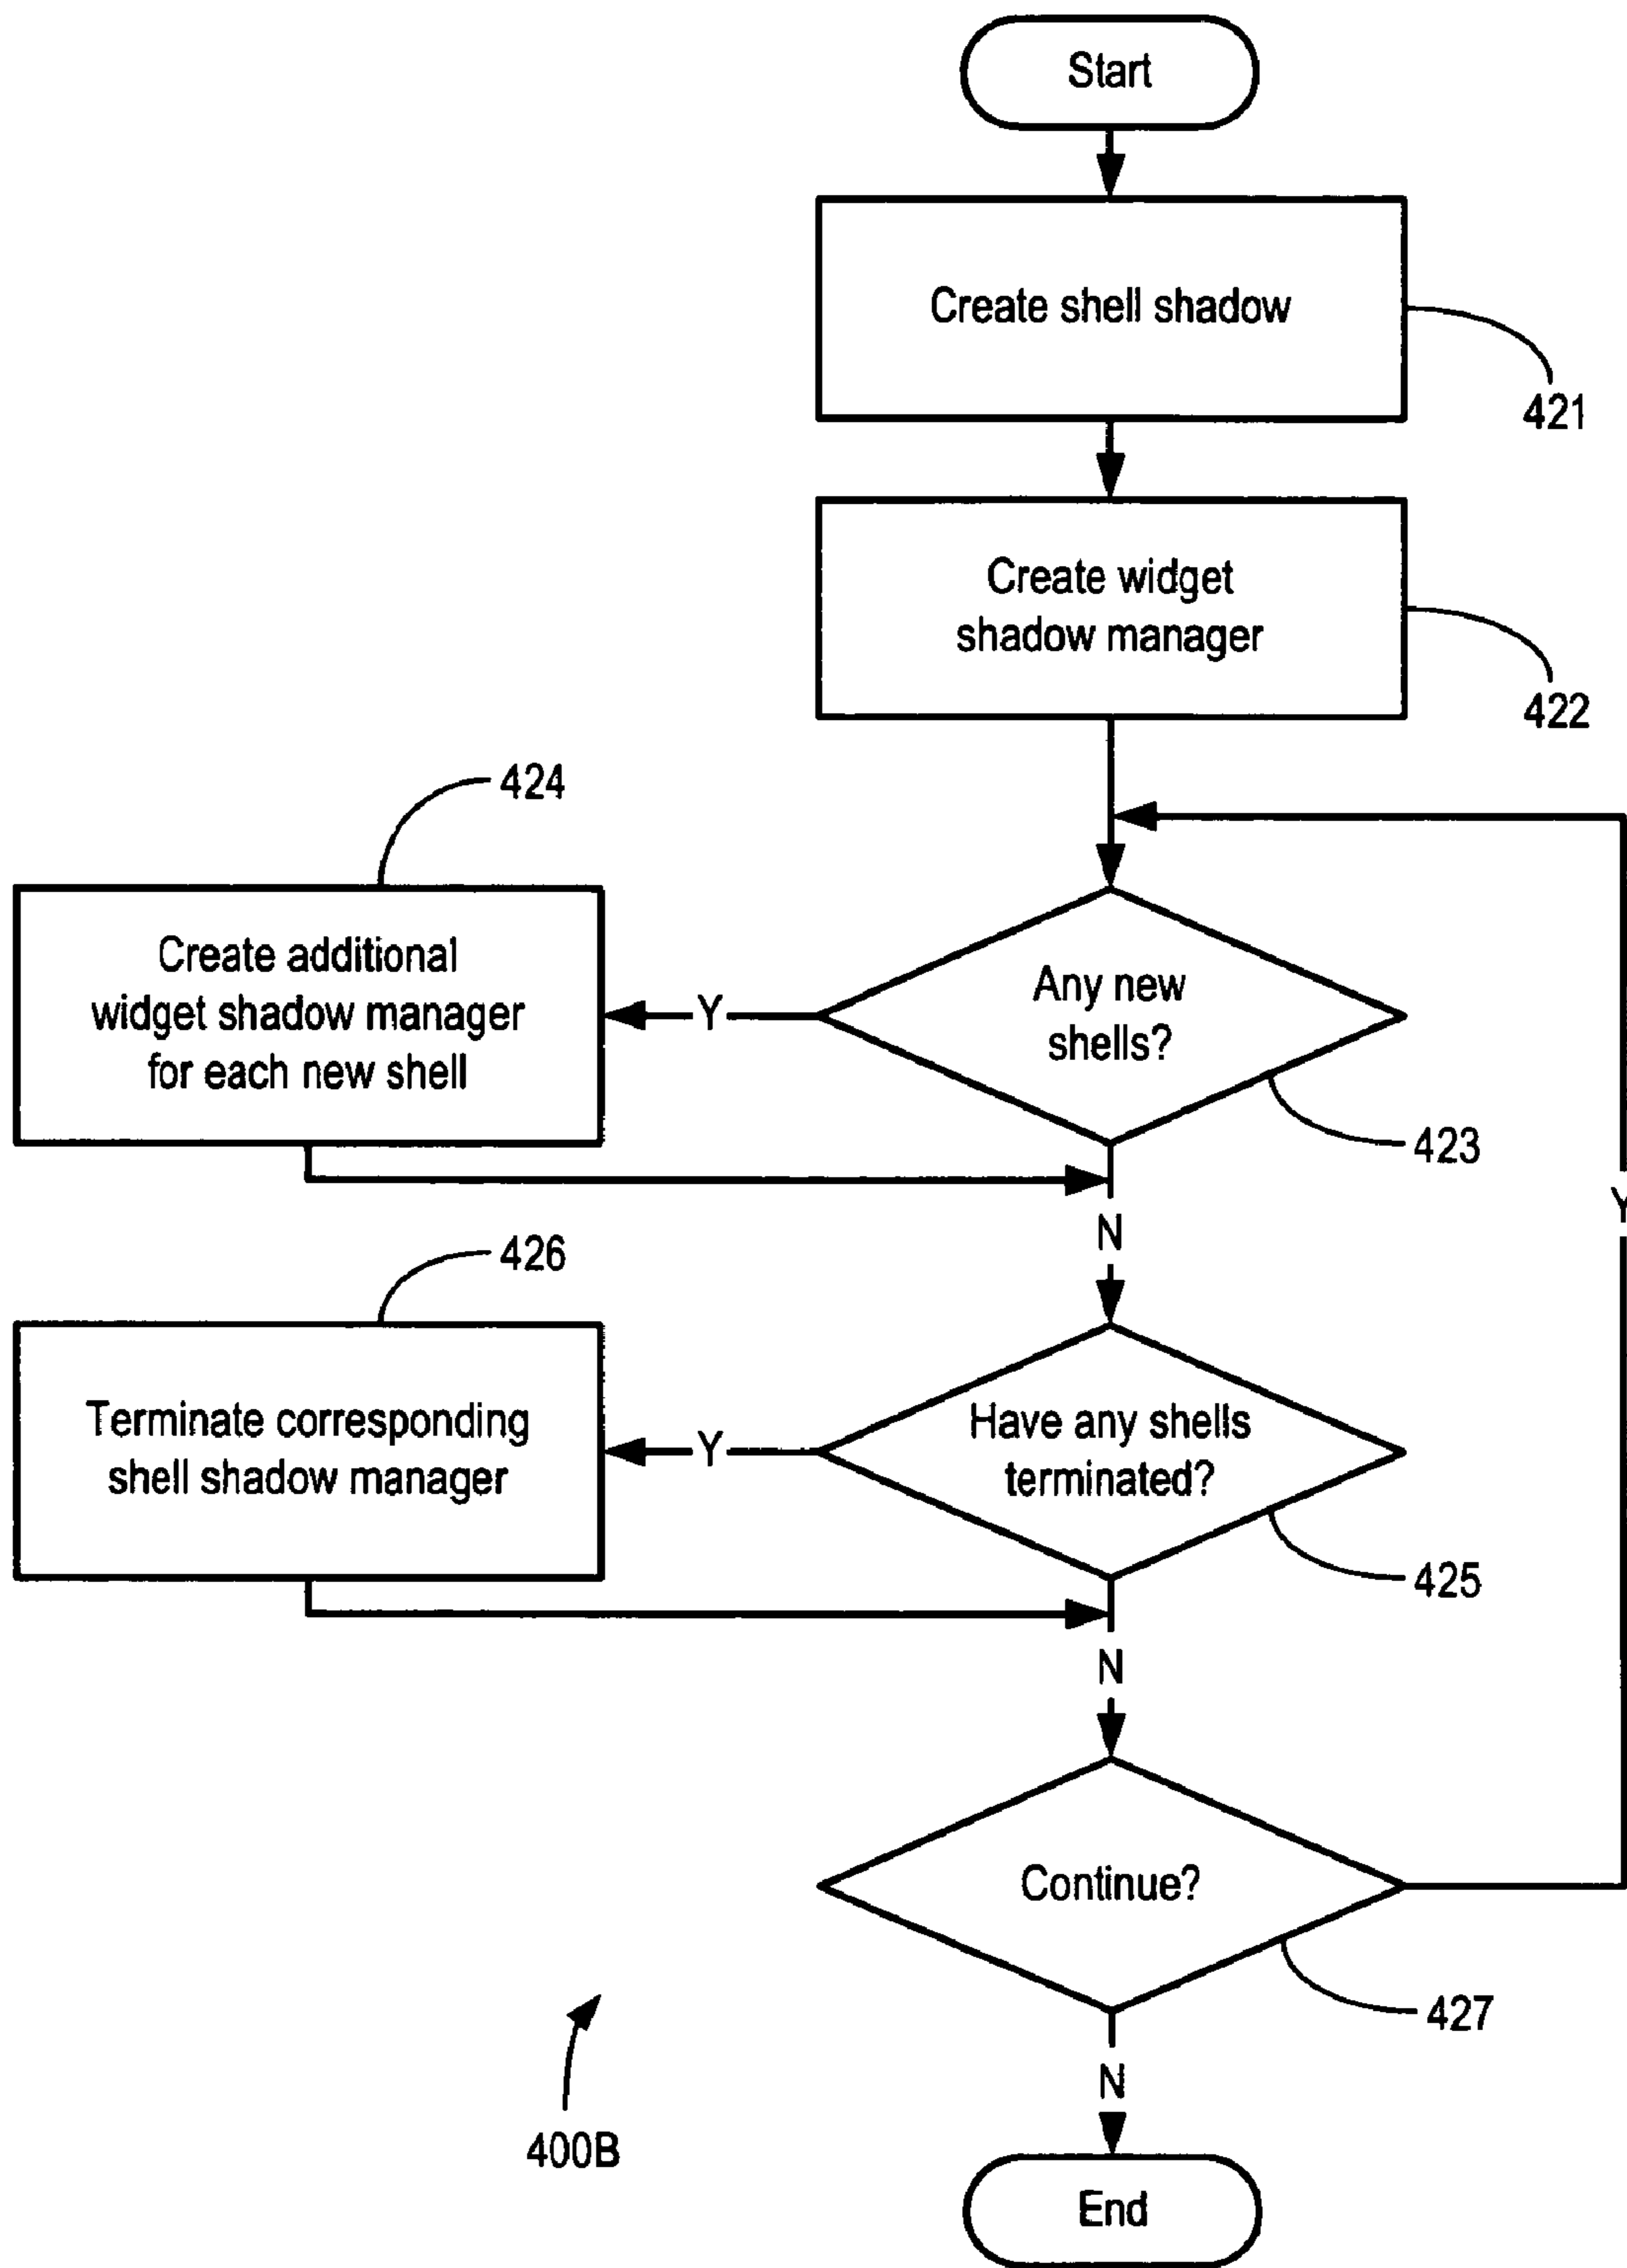 Start
Create shell shadow
421
Create widget
shadow manager
422
424
Create additional
widget shadow manager
for each new shell
Y
Any new
shells?
423
Y
N
426
Terminate corresponding
shell shadow manager
Y
Have any shells
terminated?
425
N
Continue?
427
N
400B
End